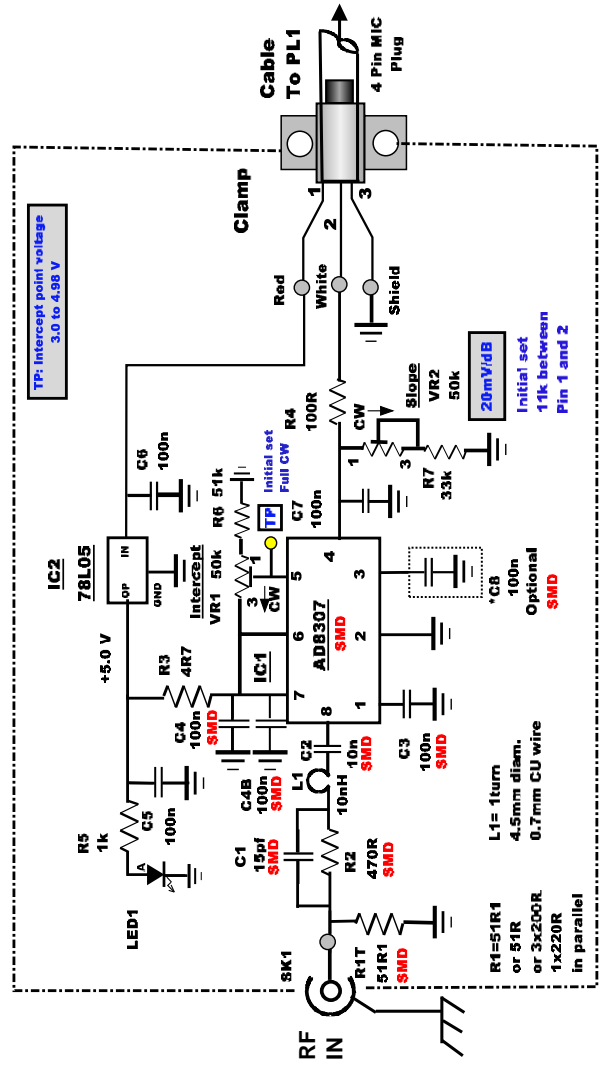 TP: Intercept point voltage
3.0 to 4.98 V
Cable
To PL1
4 Pin MIC
Plug
Clamp
1
2
3
Red
White
Shield
IC2
78L05
OP
IN
GND
+5.0 V
C6
100n
R5
1k
C5
100n
LED1
A
R3
4R7
Intercept
VR1 50k
R6 51k
3
1
CW
TP
Initial set
Full CW
C4
100n
SMD
C4B
100n
SMD
IC1
AD8307
SMD
7
6
5
8
4
1
2
3
C7
100n
R4
100R
CW
1
3
Slope
VR2
50k
R7
33k
20mV/dB
Initial set
11k between
Pin 1 and 2
L1
10nH
C2
10n
SMD
C1
15pf
SMD
R2
470R
SMD
C3
100n
SMD
*C8
100n
Optional
SMD
RF
IN
SK1
R1T
51R1
SMD
R1=51R1
or 51R
or 3x200R
1x220R
in parallel
L1= 1turn
4.5mm diam.
0.7mm CU wire